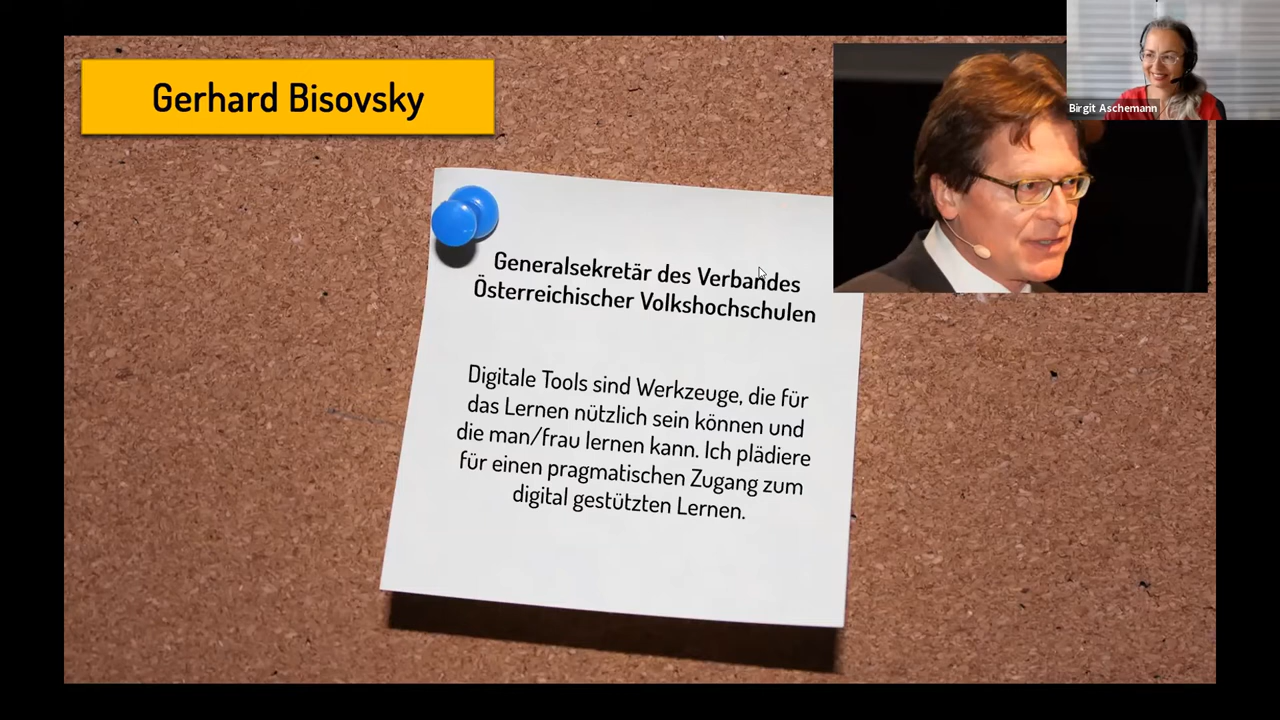 Gerhard Bisovsky
Birgit Aschemann
Generalsekretär des Verbandes
Österreichischer Volkshochschulen
Digitale Tools sind Werkzeuge, die für
das Lernen nützlich sein können und
die man/frau lernen kann. Ich plädiere
für einen pragmatischen Zugang zum
digital gestützten Lernen.